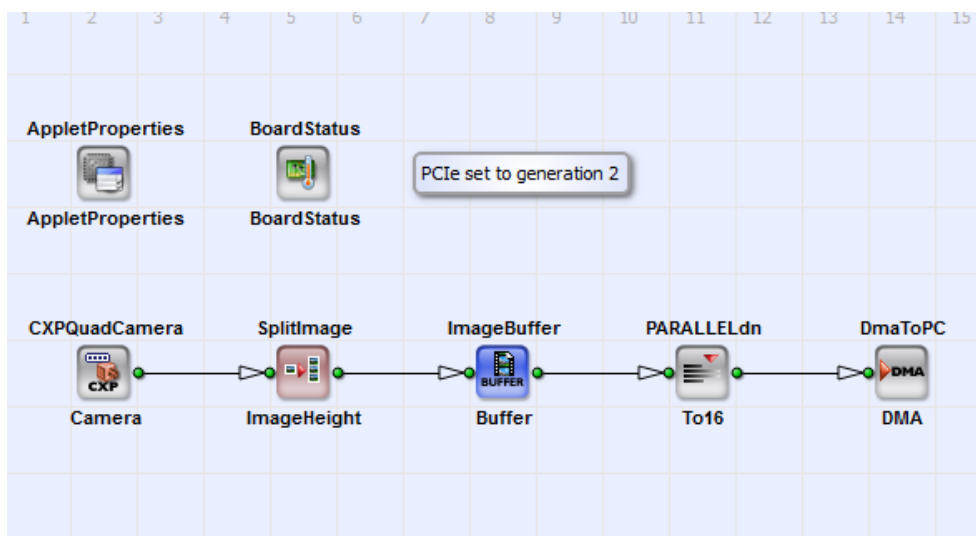 1 2 3 4 5 6 7 8 9 10 11 12 13 14 15
AppletProperties BoardStatus
PCIe set to generation 2
AppletProperties BoardStatus
CXPQuadCamera SplitImage ImageBuffer PARALLELdn DmaToPC
CXP BUFFER DMA
Camera ImageHeight Buffer To16 DMA